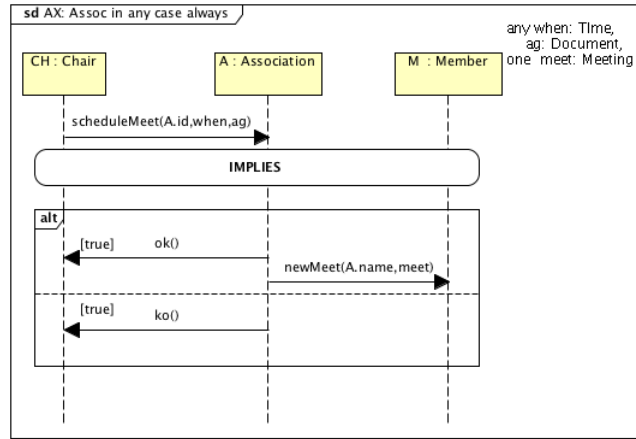 sd AX: Assoc in any case always
any when: TIme,
ag: Document,
one meet: Meeting
CH : Chair
A : Association
M : Member
scheduleMeet(A.id,when,ag)
IMPLIES
alt
[true] ok()
newMeet(A.name,meet)
[true] ko()